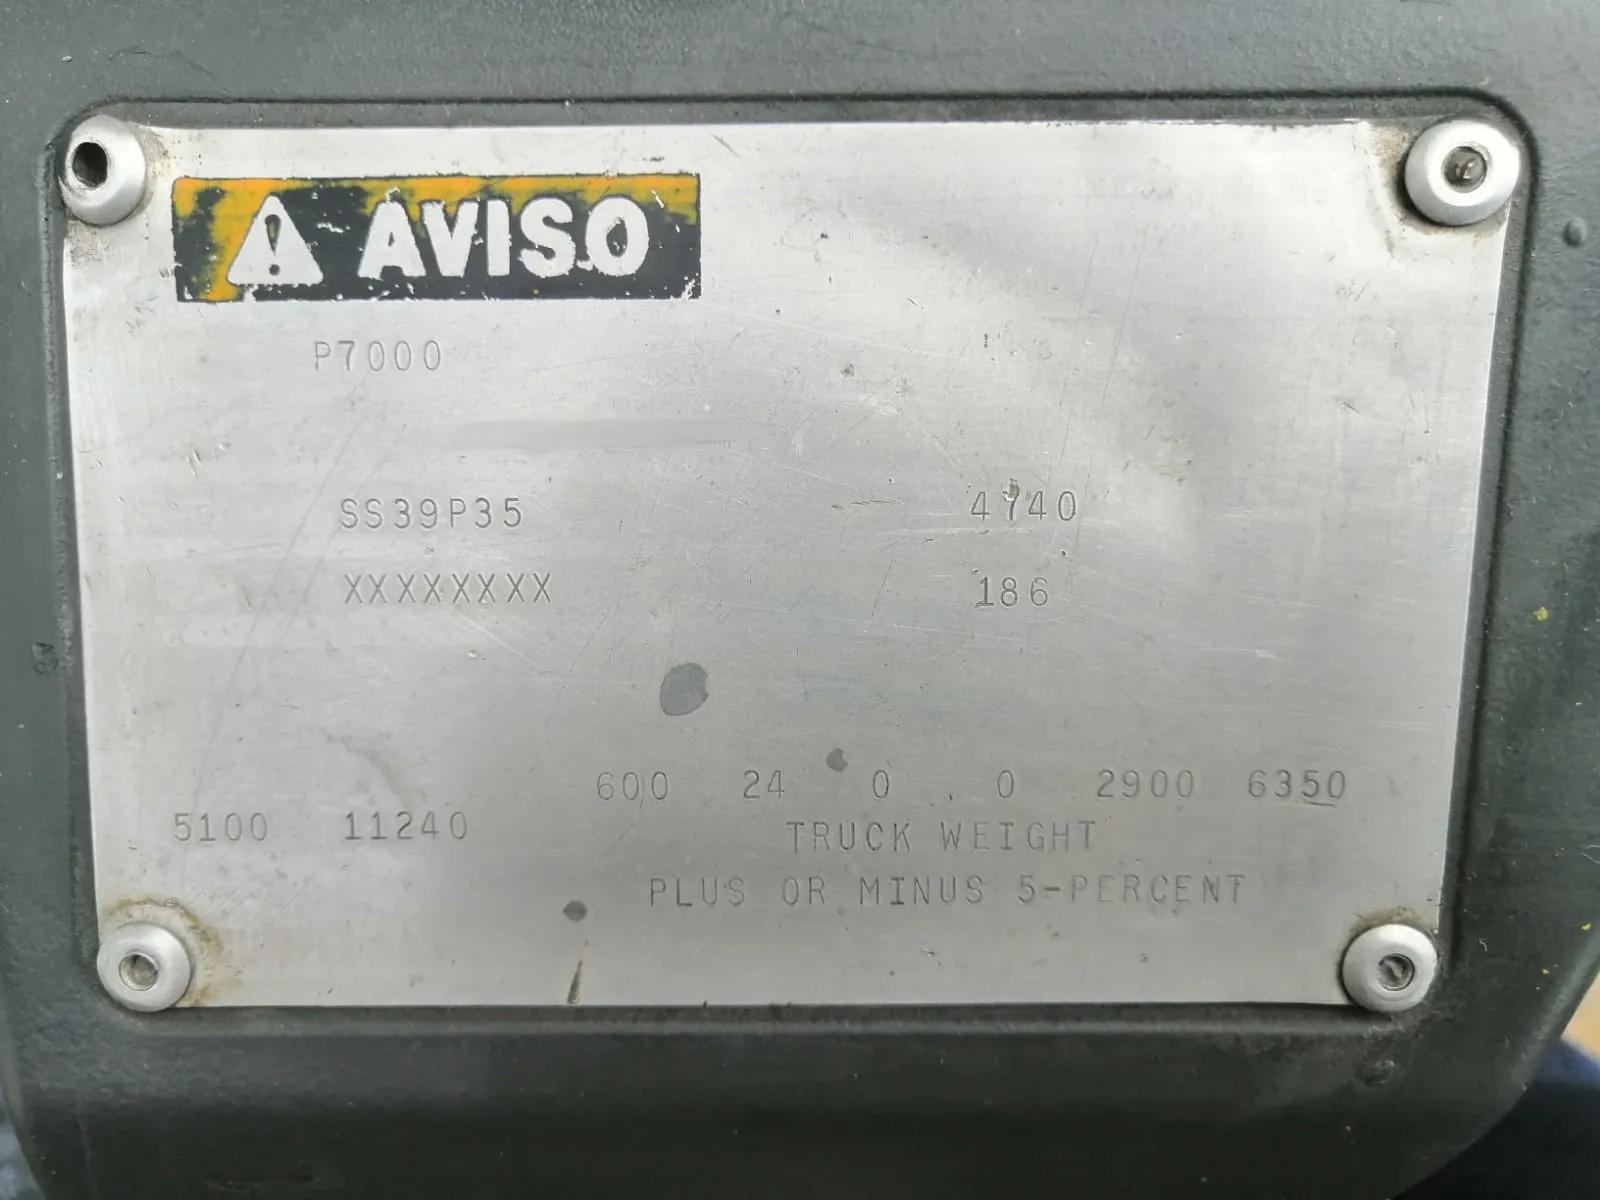 AVISO
P7000
SS39P35 4740
XXXXXXXX 186
600 24 0 0 2900 6350
5100 11240 TRUCK WEIGHT
PLUS OR MINUS 5-PERCENT